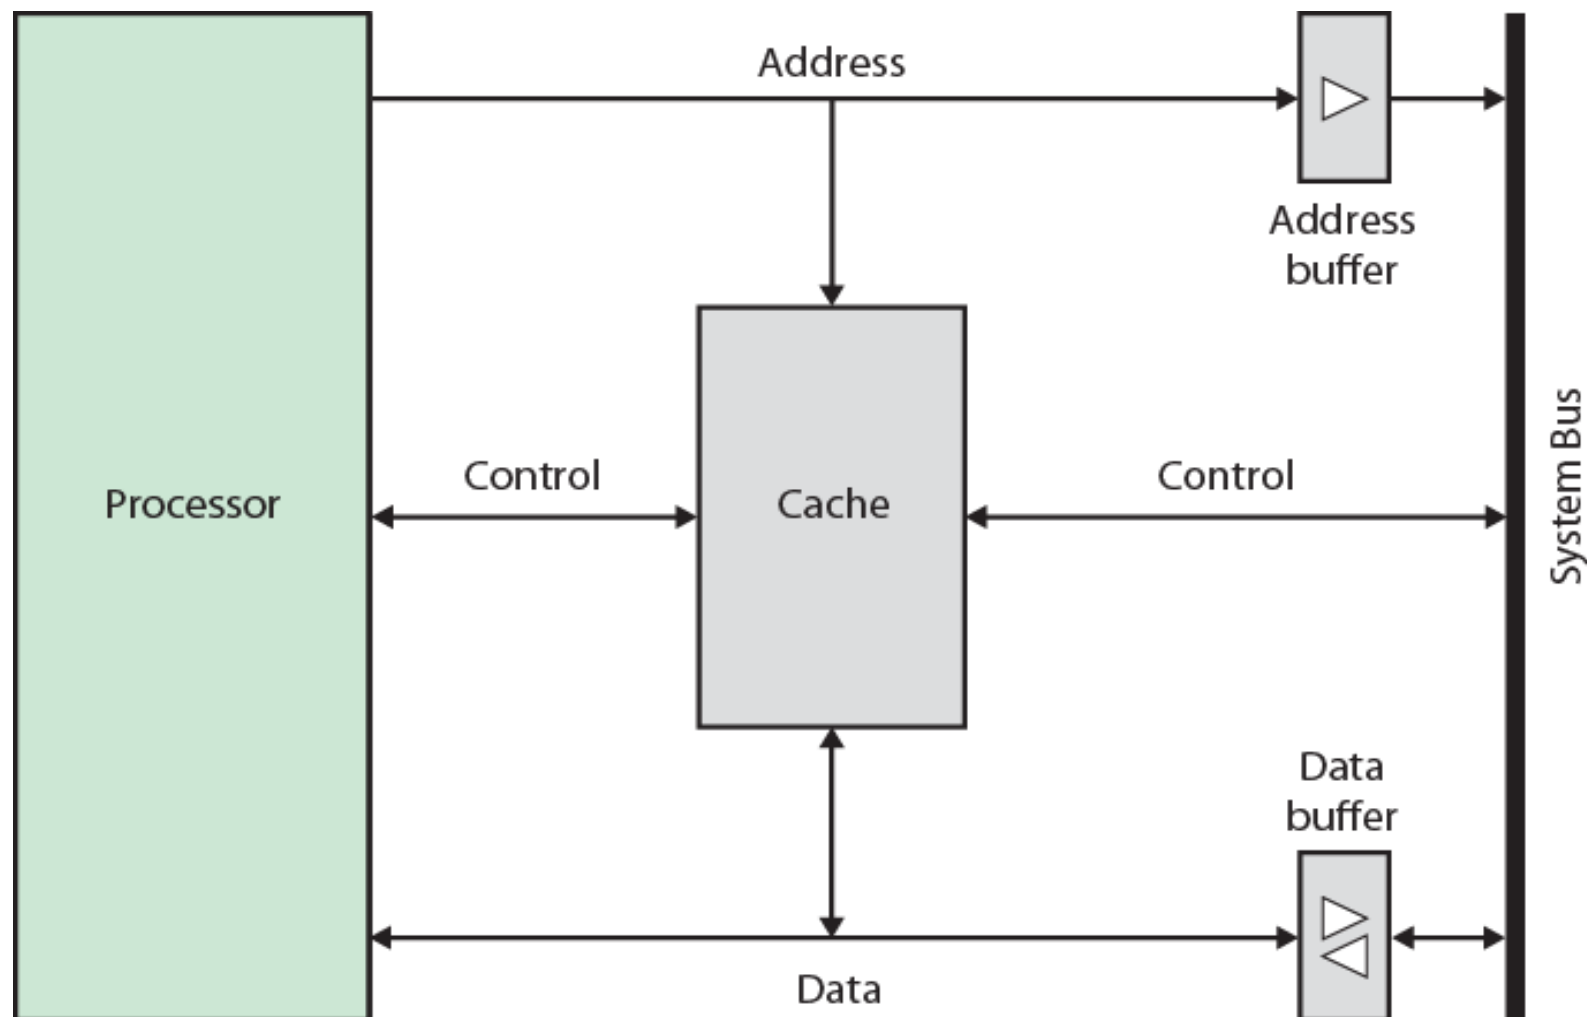 Address
Address
buffer
Control
Control
Processor
Cache
System Bus
Data
buffer
Data